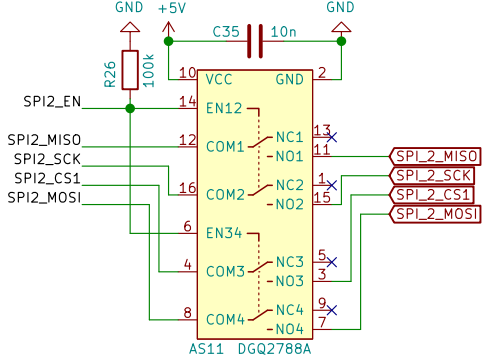 GND +5V GND
C35 10n
R26 100k
10 VCC GND 2
SPI2_EN 14 EN12
NC1 13
SPI2_MISO 12 COM1
NO1 11 SPI_2_MISO
SPI2_SCK
SPI_2_SCK
SPI2_CS1 NC2 1
16 COM2 SPI_2_CS1
SPI2_MOSI NO2 15
SPI_2_MOSI
6 EN34
NC3 5
4 COM3
NO3 3
NC4 9
8 COM4
NO4 7
AS11 DGQ2788A